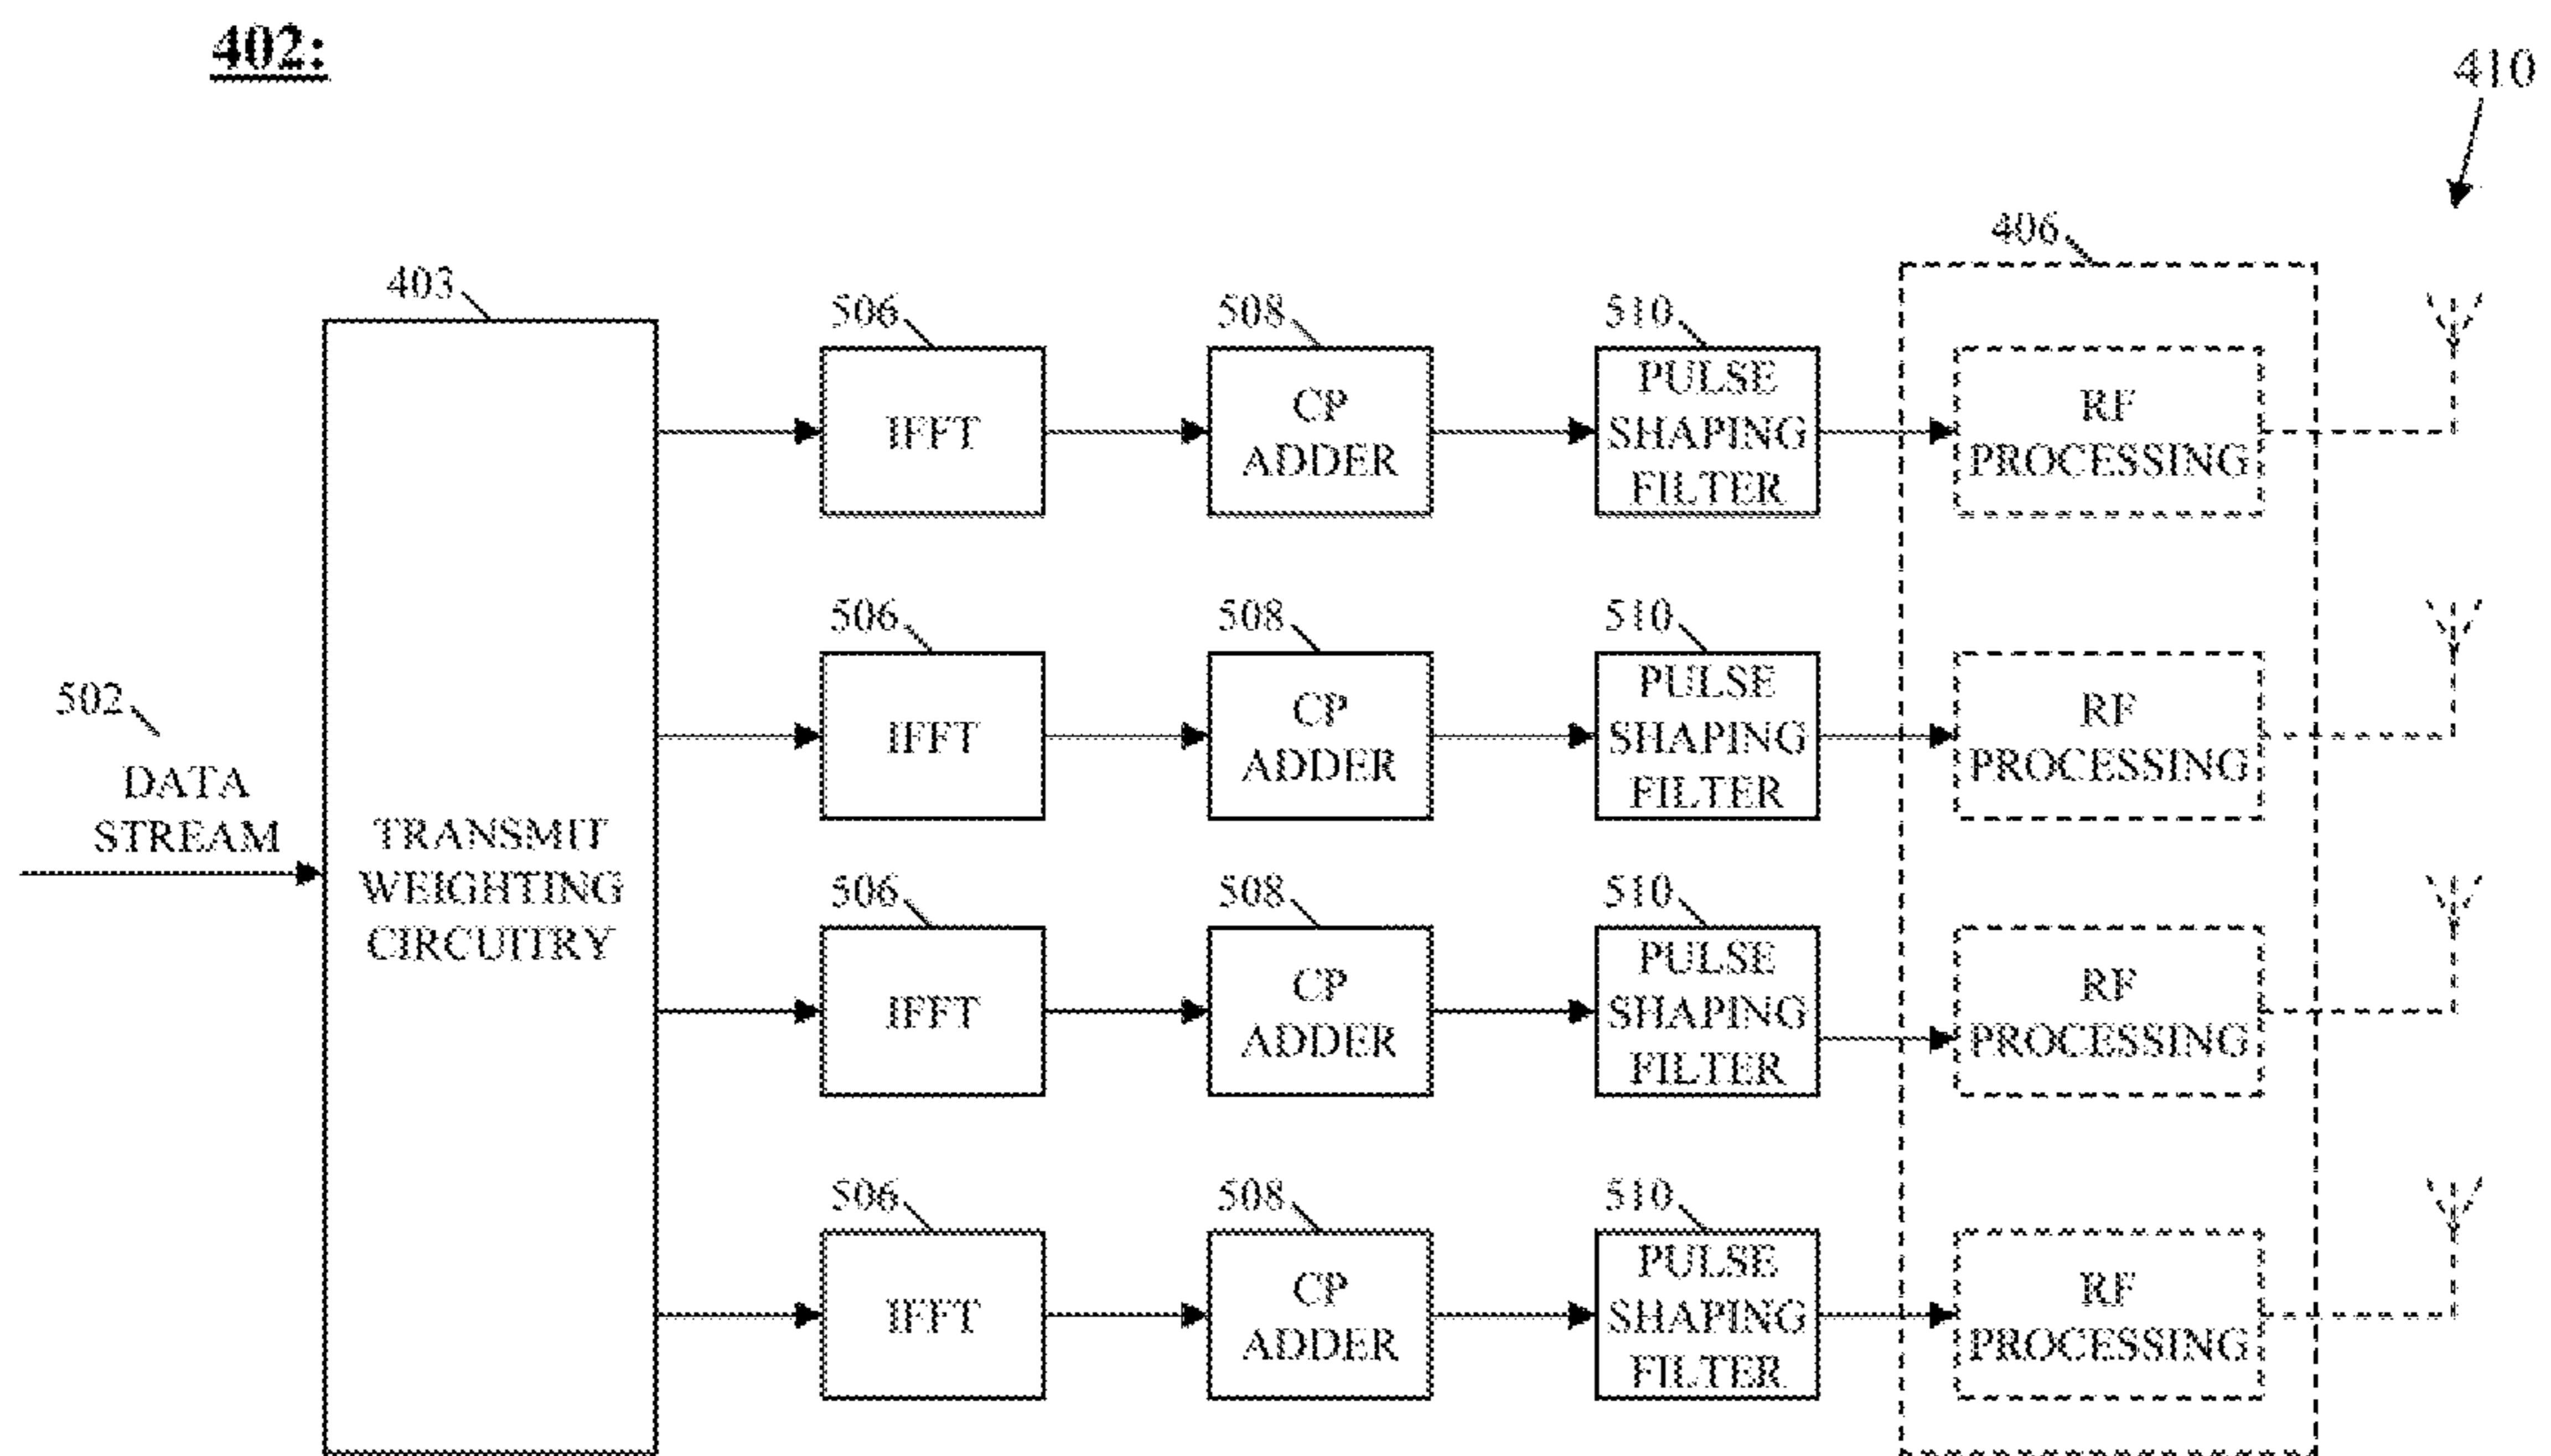 402:
410
406
403
506
508
510
IFFT
CP
ADDER
PULSE
SHAPING
FILTER
RF
PROCESSING
506
508
510
IFFT
CP
ADDER
PULSE
SHAPING
FILTER
RF
PROCESSING
502
DATA
STREAM
TRANSMIT
WEIGHTING
CIRCUITRY
506
508
510
IFFT
CP
ADDER
PULSE
SHAPING
FILTER
RF
PROCESSING
506
508
510
IFFT
CP
ADDER
PULSE
SHAPING
FILTER
RF
PROCESSING